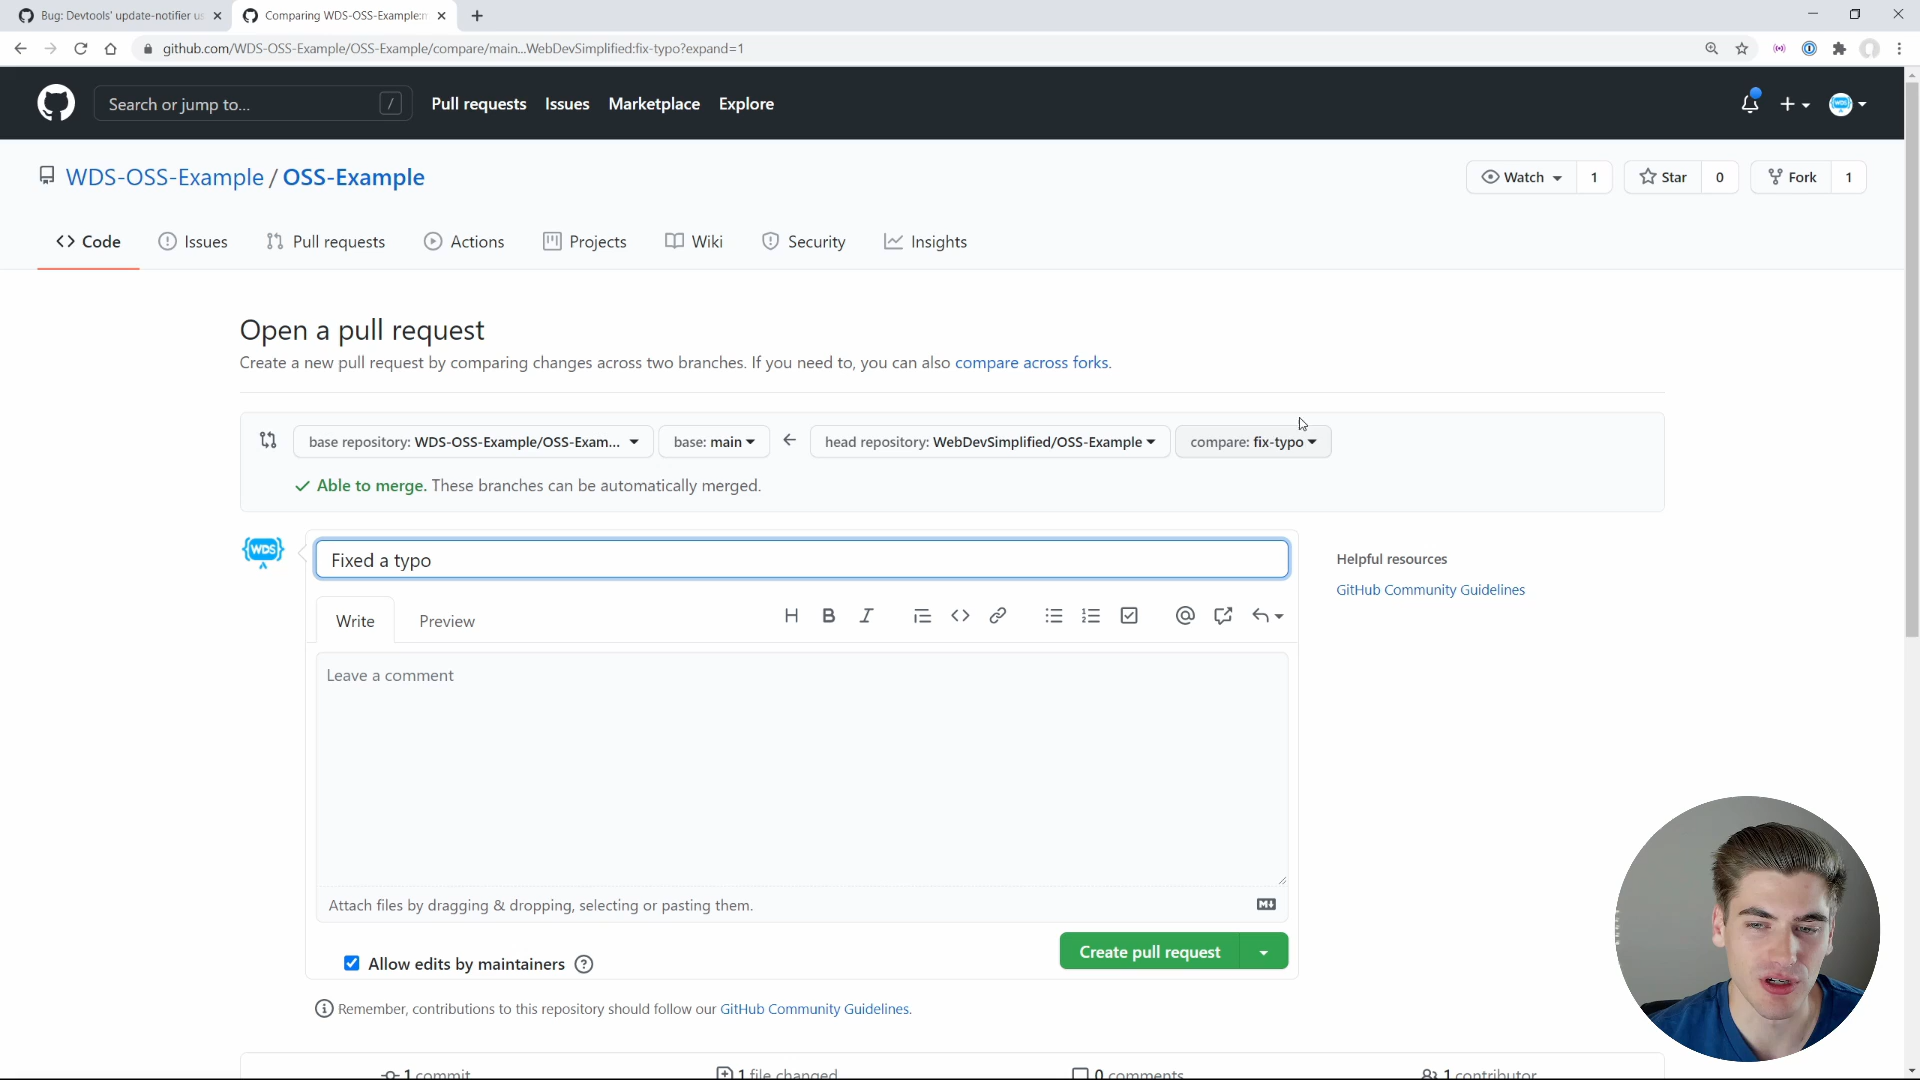 Bug: Devtools' update-notifier us
Comparing WDS-OSS-Example:m
github.com/WDS-OSS-Example/OSS-Example/compare/main...WebDevSimplified:fix-typo?expand=1
Search or jump to... /
Pull requests Issues Marketplace Explore
WDS-OSS-Example / OSS-Example
Watch 1 Star 0 Fork 1
Code Issues Pull requests Actions Projects Wiki Security Insights
Open a pull request
Create a new pull request by comparing changes across two branches. If you need to, you can also compare across forks.
base repository: WDS-OSS-Example/OSS-Exam... base: main head repository: WebDevSimplified/OSS-Example compare: fix-typo
Able to merge. These branches can be automatically merged.
{WDS}
Fixed a typo
Helpful resources
GitHub Community Guidelines
Write Preview
Leave a comment
Attach files by dragging & dropping, selecting or pasting them.
Allow edits by maintainers
Create pull request
Remember, contributions to this repository should follow our GitHub Community Guidelines.
1 commit 1 file changed 0 comments 1 contributor